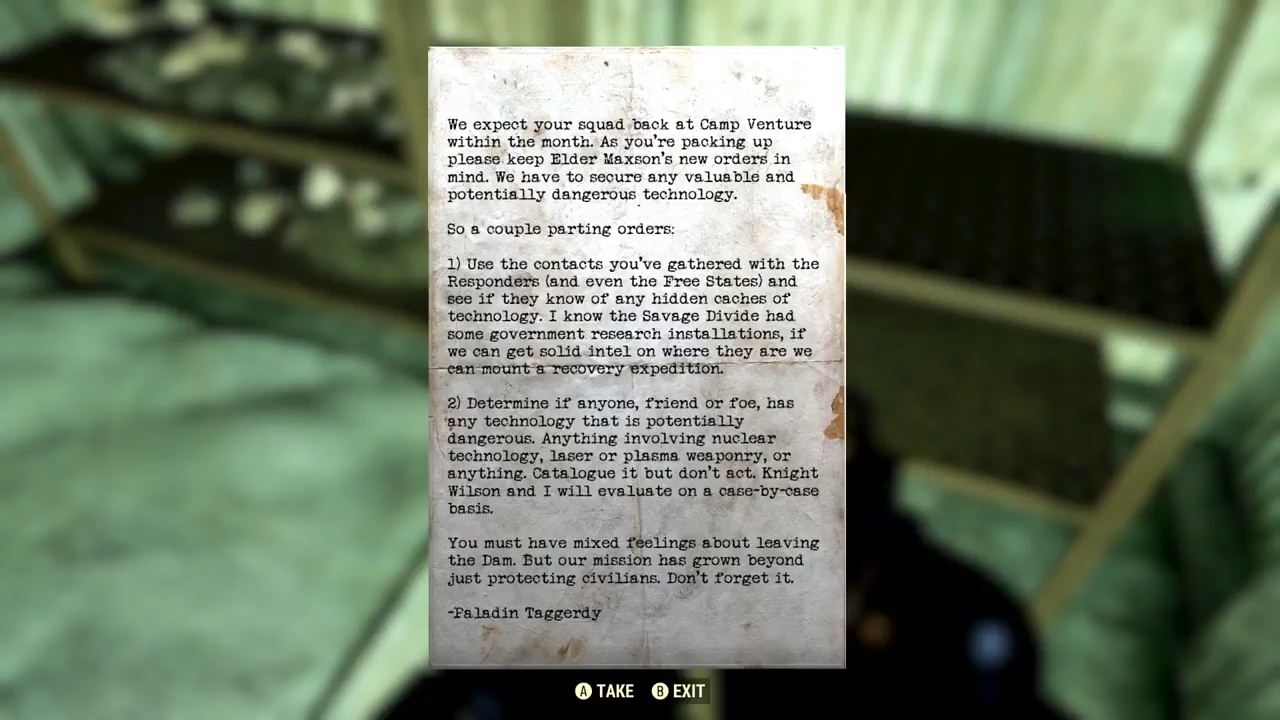 We expect your squad back at Camp Venture
within the month. As you're packing up
please keep Elder Maxson's new orders in
mind. We have to secure any valuable and
potentially dangerous technology.
So a couple parting orders:
1) Use the contacts you've gathered with the
Responders (and even the Free States) and
see if they know of any hidden caches of
technology. I know the Savage Divide had
some government research installations, if
we can get solid intel on where they are we
can mount a recovery expedition.
2) Determine if anyone, friend or foe, has
any technology that is potentially
dangerous. Anything involving nuclear
technology, laser or plasma weaponry, or
anything. Catalogue it but don't act. Knight
Wilson and I will evaluate on a case-by-case
basis.
You must have mixed feelings about leaving
the Dam. But our mission has grown beyond
just protecting civilians. Don't forget it.
-Paladin Taggerdy
A TAKE B EXIT